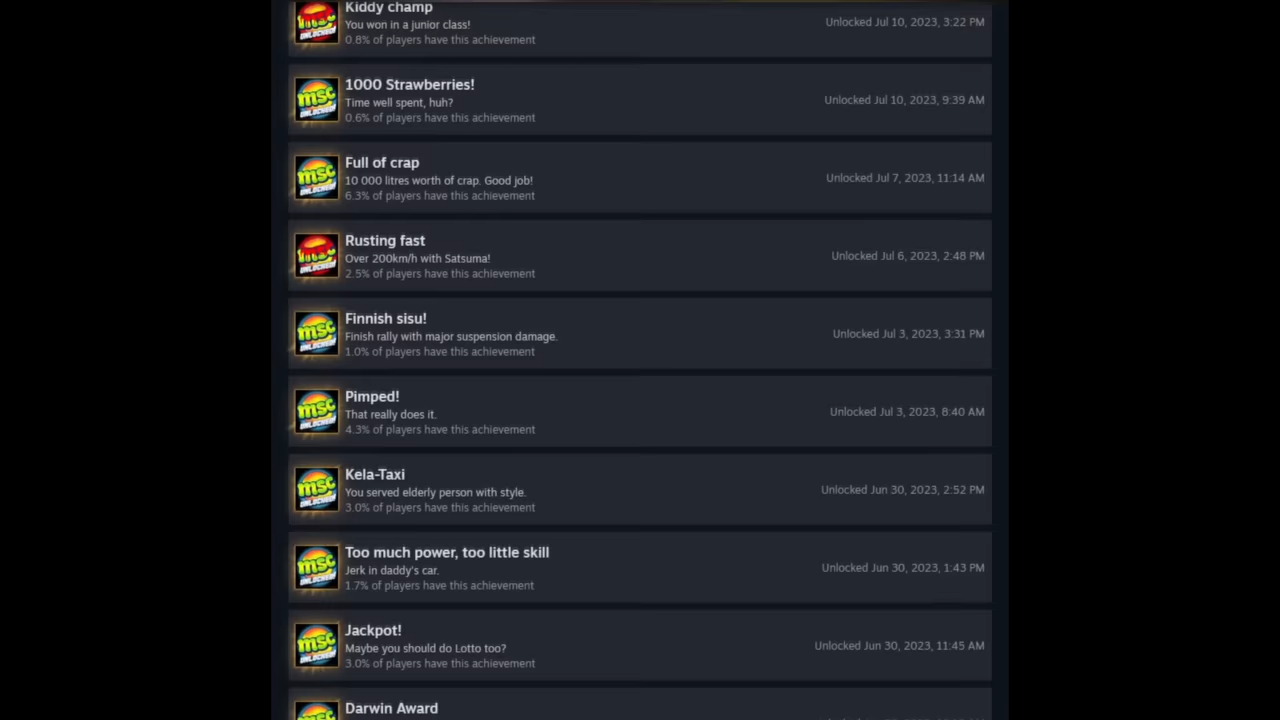 Kiddy champ
You won in a junior class!
0.8% of players have this achievement
Unlocked Jul 10, 2023, 3:22 PM
1000 Strawberries!
Time well spent, huh?
0.6% of players have this achievement
Unlocked Jul 10, 2023, 9:39 AM
Full of crap
10 000 litres worth of crap. Good job!
6.3% of players have this achievement
Unlocked Jul 7, 2023, 11:14 AM
Rusting fast
Over 200km/h with Satsuma!
2.5% of players have this achievement
Unlocked Jul 6, 2023, 2:48 PM
msc
UNLOCKED!
Finnish sisu!
Finish rally with major suspension damage.
1.0% of players have this achievement
Unlocked Jul 3, 2023, 3:31 PM
msc
UNLOCKED!
Pimped!
That really does it.
4.3% of players have this achievement
Unlocked Jul 3, 2023, 8:40 AM
msc
UNLOCKED!
Kela-Taxi
You served elderly person with style.
3.0% of players have this achievement
Unlocked Jun 30, 2023, 2:52 PM
msc
UNLOCKED!
Too much power, too little skill
Jerk in daddy's car.
1.7% of players have this achievement
Unlocked Jun 30, 2023, 1:43 PM
msc
UNLOCKED!
Jackpot!
Maybe you should do Lotto too?
3.0% of players have this achievement
Unlocked Jun 30, 2023, 11:45 AM
Darwin Award